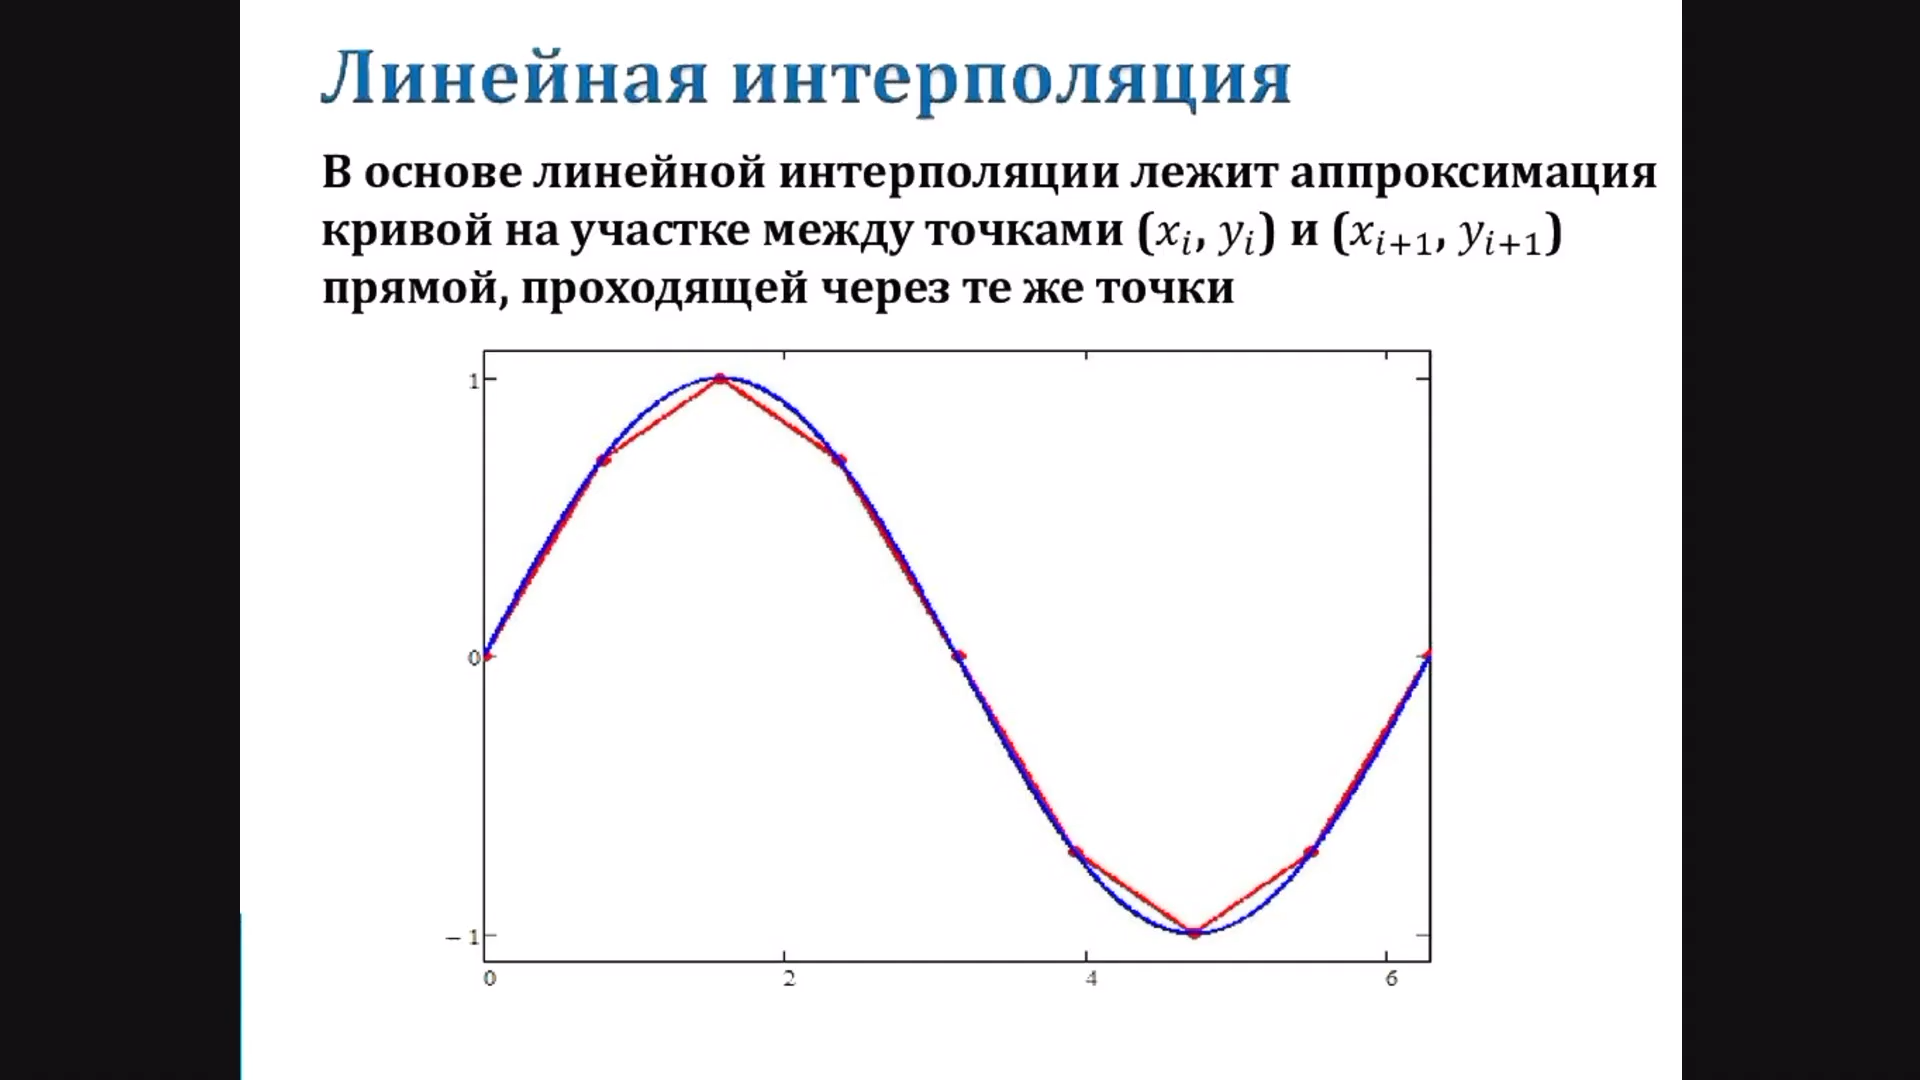 Линейная интерполяция
В основе линейной интерполяции лежит аппроксимация
кривой на участке между точками (xᵢ, yᵢ) и (xᵢ₊₁, yᵢ₊₁)
прямой, проходящей через те же точки
1
0
−1
0 2 4 6